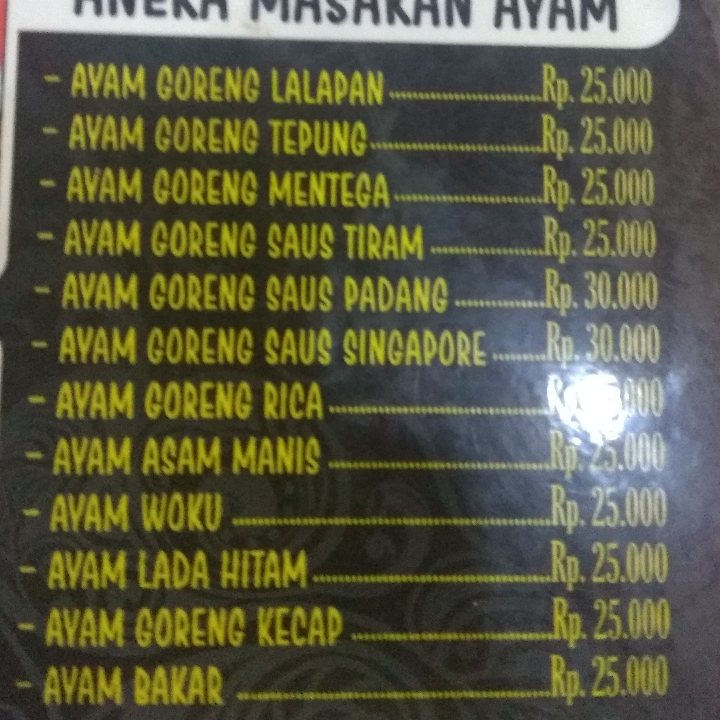 ANEKA MASAKAN AYAM
- AYAM GORENG LALAPAN Rp. 25.000
- AYAM GORENG TEPUNG Rp. 25.000
- AYAM GORENG MENTEGA Rp. 25.000
- AYAM GORENG SAUS TIRAM Rp. 25.000
- AYAM GORENG SAUS PADANG Rp. 30.000
- AYAM GORENG SAUS SINGAPORE Rp. 30.000
- AYAM GORENG RICA
- AYAM ASAM MANIS Rp. 25.000
- AYAM WOKU Rp. 25.000
- AYAM LADA HITAM Rp. 25.000
- AYAM GORENG KECAP Rp. 25.000
- AYAM BAKAR Rp. 25.000